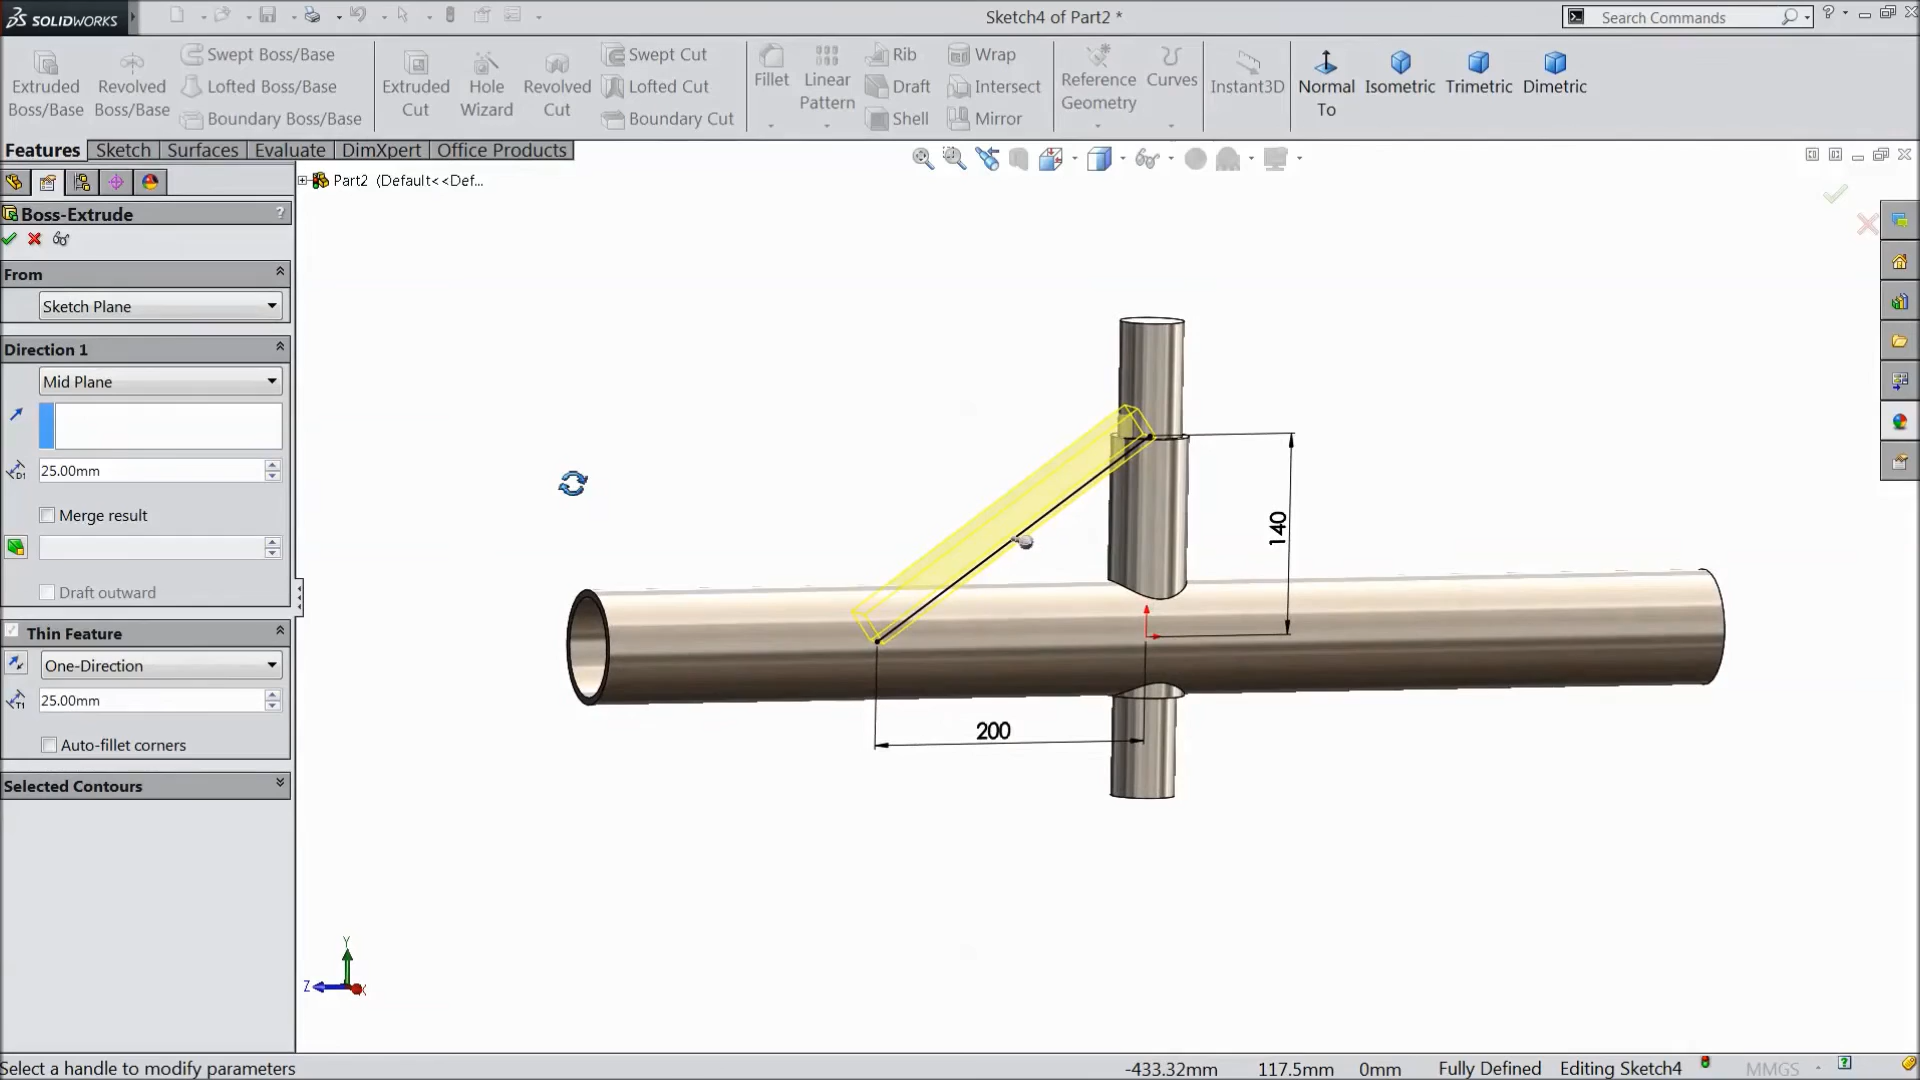 SOLIDWORKS
Sketch4 of Part2 *
Search Commands
?
Extruded Boss/Base
Revolved Boss/Base
Swept Boss/Base
Lofted Boss/Base
Boundary Boss/Base
Extruded Cut
Hole Wizard
Revolved Cut
Swept Cut
Lofted Cut
Boundary Cut
Fillet
Linear Pattern
Rib
Draft
Shell
Wrap
Intersect
Mirror
Reference Geometry
Curves
Instant3D
Normal To
Isometric
Trimetric
Dimetric
Features
Sketch
Surfaces
Evaluate
DimXpert
Office Products
Part2 (Default<<Def...
Boss-Extrude
?
From
Sketch Plane
Direction 1
Mid Plane
D1
25.00mm
Merge result
Draft outward
Thin Feature
One-Direction
T1
25.00mm
Auto-fillet corners
Selected Contours
140
200
Y
Z
X
Select a handle to modify parameters
-433.32mm
117.5mm
0mm
Fully Defined
Editing Sketch4
MMGS
?